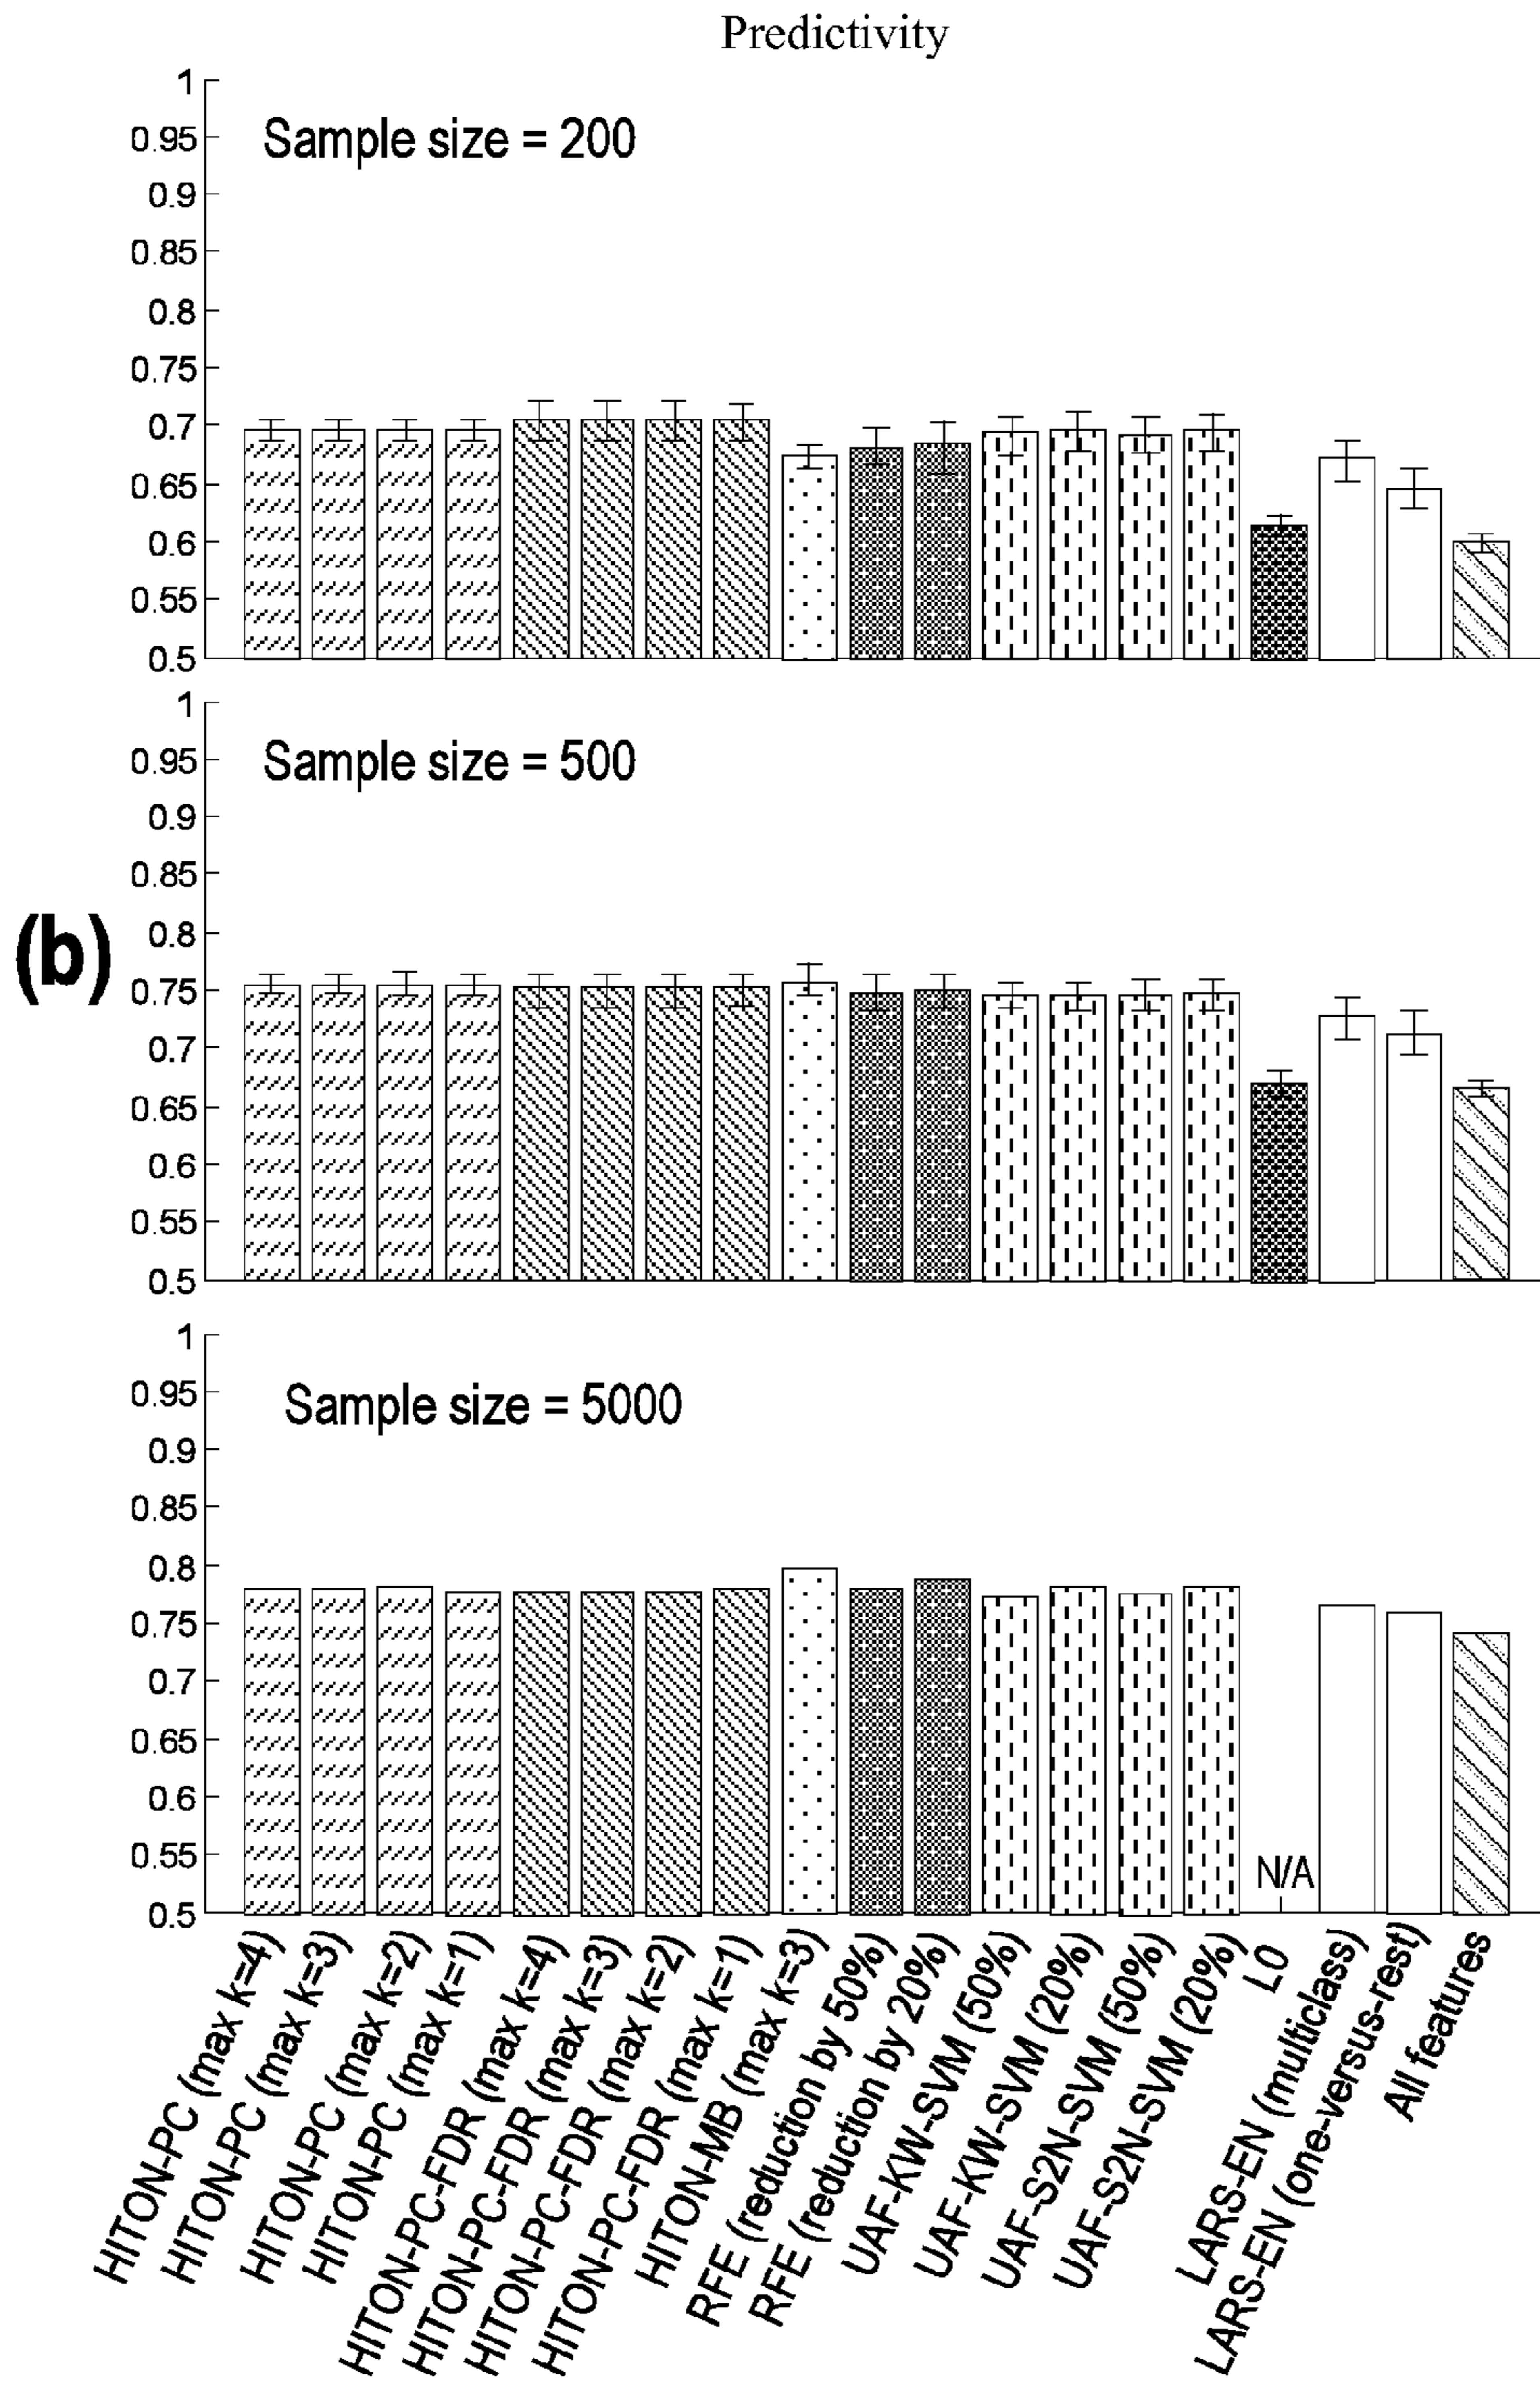 Predictivity
1
0.95
Sample size = 200
0.9
0.85
0.8
0.75
0.7
0.65
0.6
0.55
0.5
1
0.95
Sample size = 500
0.9
0.85
(b)
0.8
0.75
0.7
0.65
0.6
0.55
0.5
1
0.95
Sample size = 5000
0.9
0.85
0.8
0.75
0.7
0.65
0.6
0.55
N/A
0.5
HITON-PC (max k=4)
HITON-PC (max k=3)
HITON-PC (max k=2)
HITON-PC (max k=1)
HITON-PC-FDR (max k=4)
HITON-PC-FDR (max k=3)
HITON-PC-FDR (max k=2)
HITON-PC-FDR (max k=1)
HITON-MB (max k=3)
RFE (reduction by 50%)
RFE (reduction by 20%)
UAF-KW-SVM (50%)
UAF-KW-SVM (20%)
UAF-S2N-SVM (50%)
UAF-S2N-SVM (20%)
L0
LARS-EN (multiclass)
LARS-EN (one-versus-rest)
All features